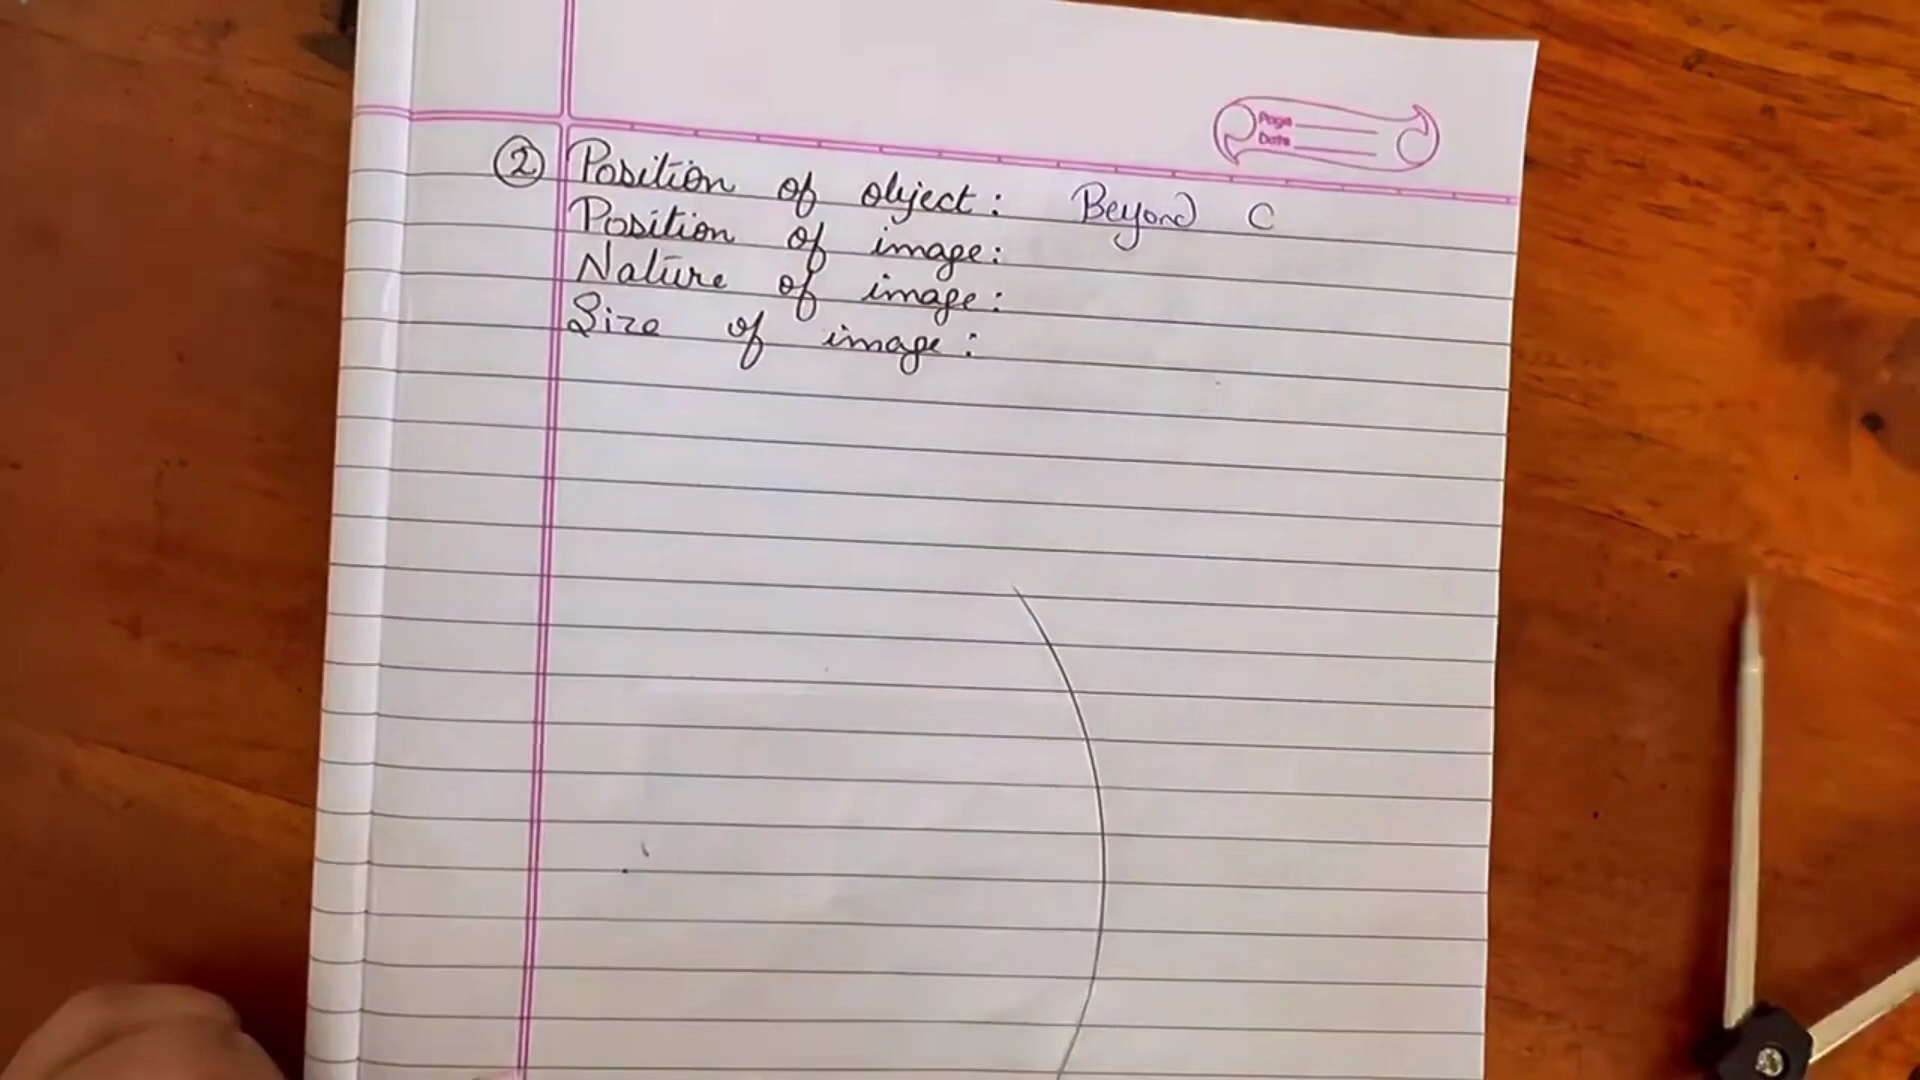 Page
Date
② Position of object: Beyond C
Position of image:
Nature of image:
Size of image: